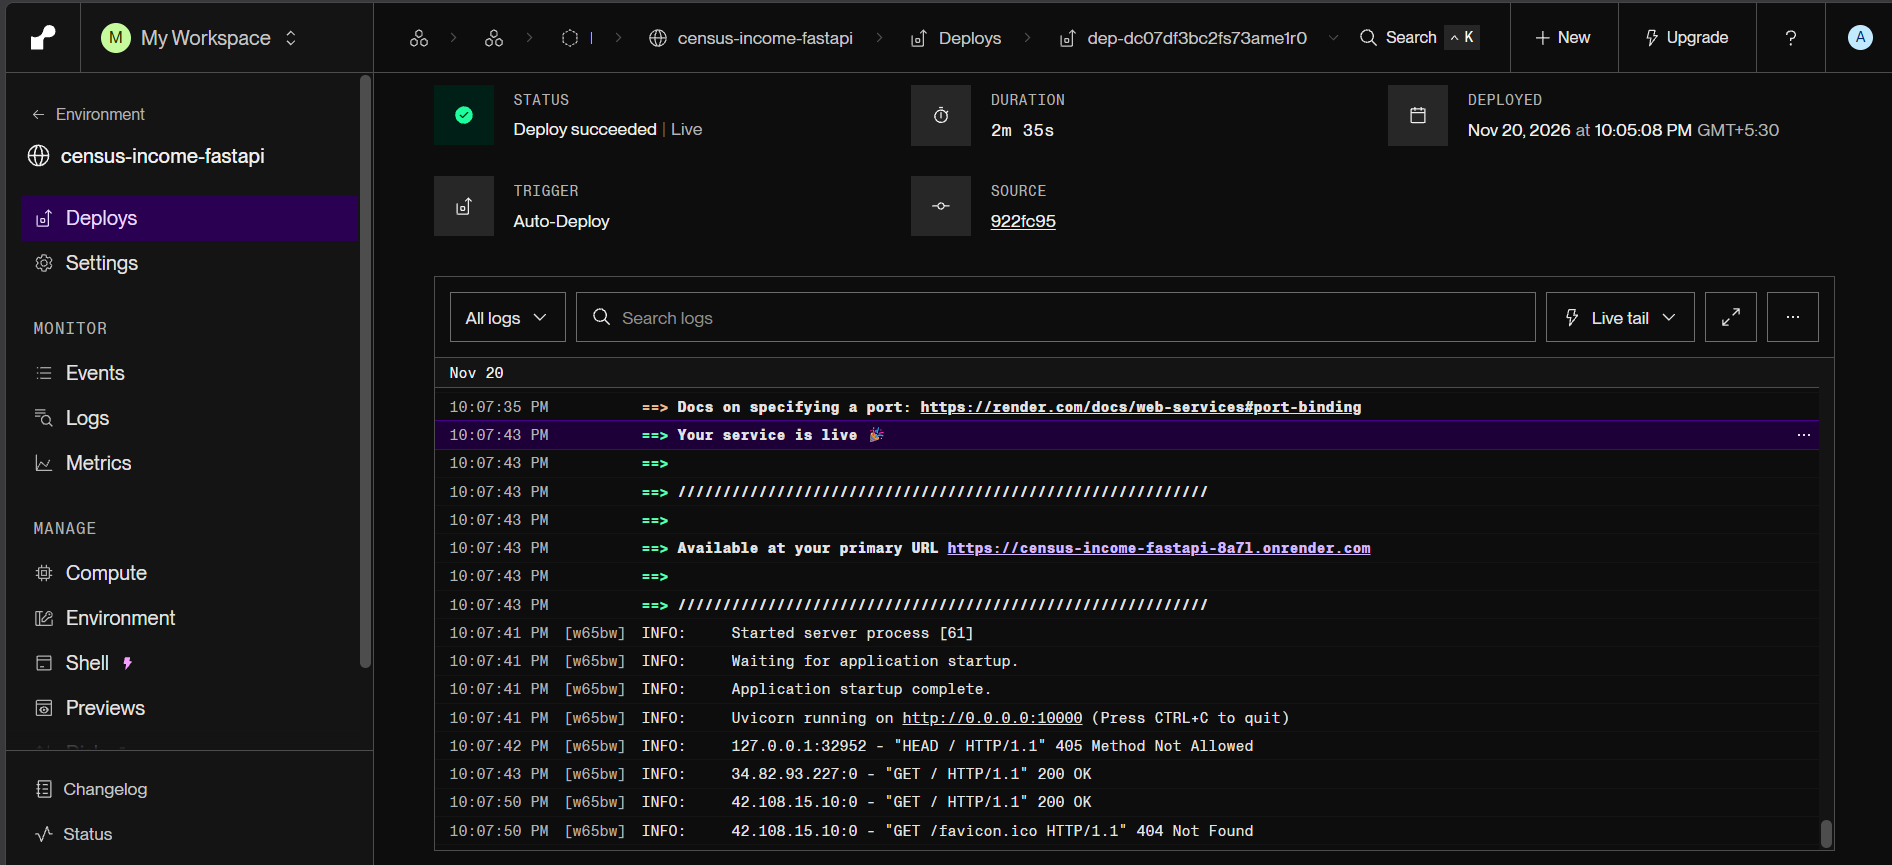 M My Workspace
census-income-fastapi
Deploys
dep-dc07df3bc2fs73ame1r0
Search ^ K
+ New
Upgrade
?
A
← Environment
census-income-fastapi
Deploys
Settings
MONITOR
Events
Logs
Metrics
MANAGE
Compute
Environment
Shell
Previews
Changelog
Status
STATUS
Deploy succeeded | Live
DURATION
2m 35s
DEPLOYED
Nov 20, 2026 at 10:05:08 PM GMT+5:30
TRIGGER
Auto-Deploy
SOURCE
922fc95
All logs
Search logs
Live tail
...
Nov 20
10:07:35 PM ==> Docs on specifying a port: https://render.com/docs/web-services#port-binding
10:07:43 PM ==> Your service is live 🎉 ...
10:07:43 PM ==>
10:07:43 PM ==> ///////////////////////////////////////////////////////////
10:07:43 PM ==>
10:07:43 PM ==> Available at your primary URL https://census-income-fastapi-8a7l.onrender.com
10:07:43 PM ==>
10:07:43 PM ==> ///////////////////////////////////////////////////////////
10:07:41 PM [w65bw] INFO: Started server process [61]
10:07:41 PM [w65bw] INFO: Waiting for application startup.
10:07:41 PM [w65bw] INFO: Application startup complete.
10:07:41 PM [w65bw] INFO: Uvicorn running on http://0.0.0.0:10000 (Press CTRL+C to quit)
10:07:42 PM [w65bw] INFO: 127.0.0.1:32952 - "HEAD / HTTP/1.1" 405 Method Not Allowed
10:07:43 PM [w65bw] INFO: 34.82.93.227:0 - "GET / HTTP/1.1" 200 OK
10:07:50 PM [w65bw] INFO: 42.108.15.10:0 - "GET / HTTP/1.1" 200 OK
10:07:50 PM [w65bw] INFO: 42.108.15.10:0 - "GET /favicon.ico HTTP/1.1" 404 Not Found